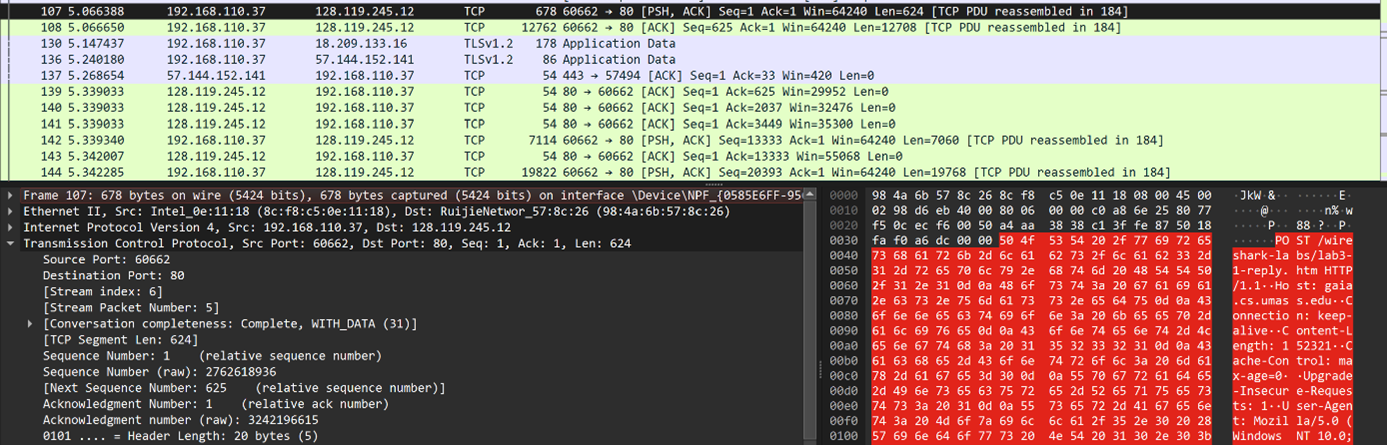 107 5.066388 192.168.110.37 128.119.245.12 TCP 678 60662 → 80 [PSH, ACK] Seq=1 Ack=1 Win=64240 Len=624 [TCP PDU reassembled in 184]
108 5.066650 192.168.110.37 128.119.245.12 TCP 12762 60662 → 80 [PSH, ACK] Seq=625 Ack=1 Win=64240 Len=12708 [TCP PDU reassembled in 184]
130 5.147437 192.168.110.37 18.209.133.16 TLSv1.2 178 Application Data
136 5.240180 192.168.110.37 57.144.152.141 TLSv1.2 86 Application Data
137 5.268654 57.144.152.141 192.168.110.37 TCP 54 443 → 57494 [ACK] Seq=1 Ack=33 Win=420 Len=0
139 5.339033 128.119.245.12 192.168.110.37 TCP 54 80 → 60662 [ACK] Seq=1 Ack=625 Win=29952 Len=0
140 5.339033 128.119.245.12 192.168.110.37 TCP 54 80 → 60662 [ACK] Seq=1 Ack=2037 Win=32476 Len=0
141 5.339033 128.119.245.12 192.168.110.37 TCP 54 80 → 60662 [ACK] Seq=1 Ack=3449 Win=35300 Len=0
142 5.339340 192.168.110.37 128.119.245.12 TCP 7114 60662 → 80 [PSH, ACK] Seq=13333 Ack=1 Win=64240 Len=7060 [TCP PDU reassembled in 184]
143 5.342007 128.119.245.12 192.168.110.37 TCP 54 80 → 60662 [ACK] Seq=1 Ack=13333 Win=55068 Len=0
144 5.342285 192.168.110.37 128.119.245.12 TCP 19822 60662 → 80 [PSH, ACK] Seq=20393 Ack=1 Win=64240 Len=19768 [TCP PDU reassembled in 184]
Frame 107: 678 bytes on wire (5424 bits), 678 bytes captured (5424 bits) on interface \Device\NPF_{0585E6FF-95
Ethernet II, Src: Intel_0e:11:18 (8c:f8:c5:0e:11:18), Dst: RuijieNetwor_57:8c:26 (98:4a:6b:57:8c:26)
Internet Protocol Version 4, Src: 192.168.110.37, Dst: 128.119.245.12
Transmission Control Protocol, Src Port: 60662, Dst Port: 80, Seq: 1, Ack: 1, Len: 624
Source Port: 60662
Destination Port: 80
[Stream index: 6]
[Stream Packet Number: 5]
[Conversation completeness: Complete, WITH_DATA (31)]
[TCP Segment Len: 624]
Sequence Number: 1 (relative sequence number)
Sequence Number (raw): 2762618936
[Next Sequence Number: 625 (relative sequence number)]
Acknowledgment Number: 1 (relative ack number)
Acknowledgment number (raw): 3242196615
0101 .... = Header Length: 20 bytes (5)
0000 98 4a 6b 57 8c 26 8c f8 c5 0e 11 18 08 00 45 00 ·JkW·&·· ······E·
0010 02 98 d6 eb 40 00 80 06 00 00 c0 a8 6e 25 80 77 ····@··· ····n%·w
0020 f5 0c ec f6 00 50 a4 aa 38 38 c1 3f fe 87 50 18 ·····P·· 88·?··P·
0030 fa f0 a6 dc 00 00 50 4f 53 54 20 2f 77 69 72 65 ······PO ST /wire
0040 73 68 61 72 6b 2d 6c 61 62 73 2f 6c 61 62 33 2d shark-la bs/lab3-
0050 31 2d 72 65 70 6c 79 2e 68 74 6d 20 48 54 54 50 1-reply. htm HTTP
0060 2f 31 2e 31 0d 0a 48 6f 73 74 3a 20 67 61 69 61 /1.1··Ho st: gaia
0070 2e 63 73 2e 75 6d 61 73 73 2e 65 64 75 0d 0a 43 .cs.umas s.edu··C
0080 6f 6e 6e 65 63 74 69 6f 6e 3a 20 6b 65 65 70 2d onnectio n: keep-
0090 61 6c 69 76 65 0d 0a 43 6f 6e 74 65 6e 74 2d 4c alive··C ontent-L
00a0 65 6e 67 74 68 3a 20 31 35 32 33 32 31 0d 0a 43 ength: 1 52321··C
00b0 61 63 68 65 2d 43 6f 6e 74 72 6f 6c 3a 20 6d 61 ache-Con trol: ma
00c0 78 2d 61 67 65 3d 30 0d 0a 55 70 67 72 61 64 65 x-age=0· ·Upgrade
00d0 2d 49 6e 73 65 63 75 72 65 2d 52 65 71 75 65 73 -Insecur e-Reques
00e0 74 73 3a 20 31 0d 0a 55 73 65 72 2d 41 67 65 6e ts: 1··U ser-Agen
00f0 74 3a 20 4d 6f 7a 69 6c 6c 61 2f 35 2e 30 20 28 t: Mozil la/5.0 (
0100 57 69 6e 64 6f 77 73 20 4e 54 20 31 30 2e 30 3b Windows NT 10.0;